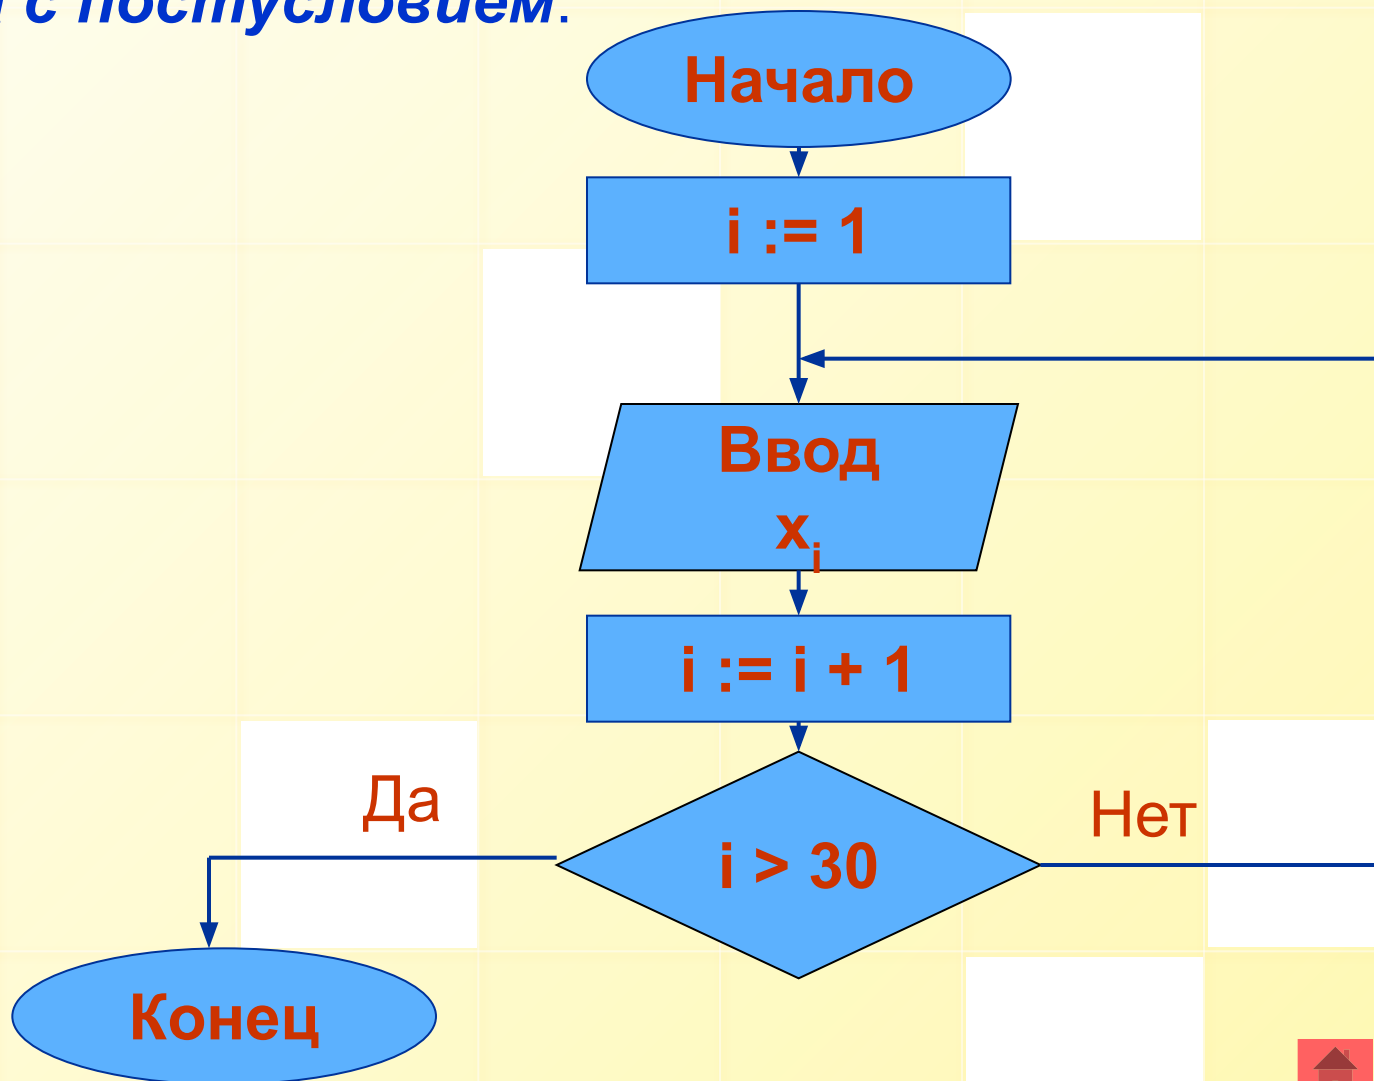 с постусловием.
Начало
i := 1
Ввод
xi
i := i + 1
Да
Нет
i > 30
Конец